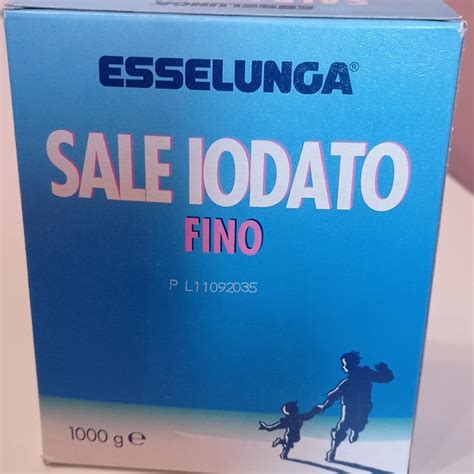 ESSELUNGA®
SALE IODATO
FINO
P L11092035
1000 g ℮